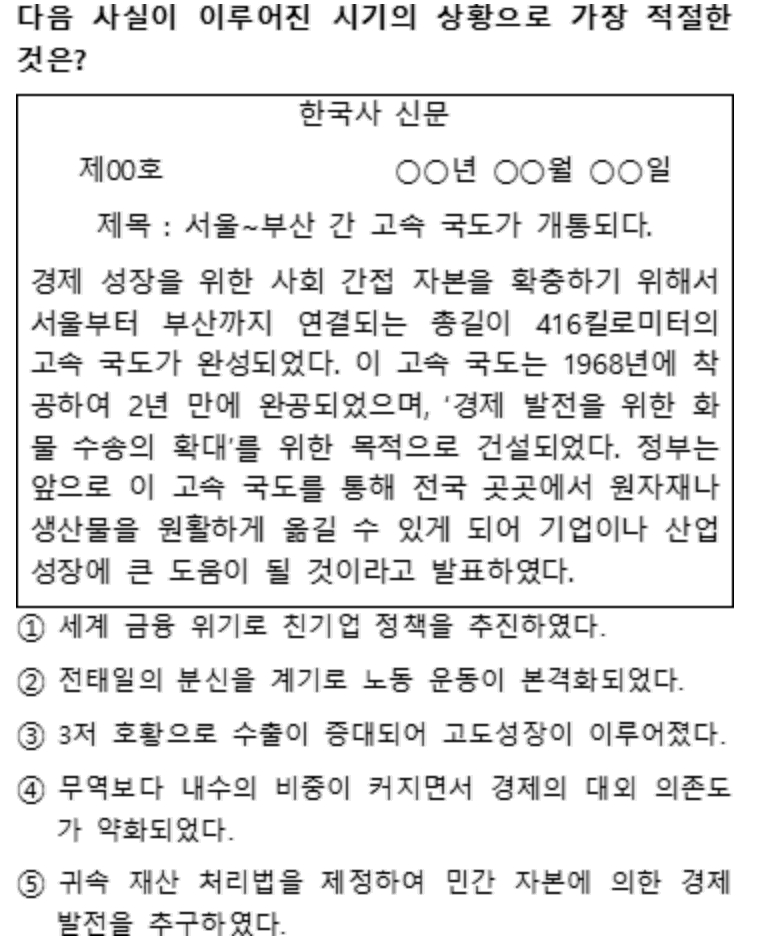 다음 사실이 이루어진 시기의 상황으로 가장 적절한
것은?
한국사 신문
제00호 ○○년 ○○월 ○○일
제목 : 서울~부산 간 고속 국도가 개통되다.
경제 성장을 위한 사회 간접 자본을 확충하기 위해서
서울부터 부산까지 연결되는 총길이 416킬로미터의
고속 국도가 완성되었다. 이 고속 국도는 1968년에 착
공하여 2년 만에 완공되었으며, '경제 발전을 위한 화
물 수송의 확대'를 위한 목적으로 건설되었다. 정부는
앞으로 이 고속 국도를 통해 전국 곳곳에서 원자재나
생산물을 원활하게 옮길 수 있게 되어 기업이나 산업
성장에 큰 도움이 될 것이라고 발표하였다.
① 세계 금융 위기로 친기업 정책을 추진하였다.
② 전태일의 분신을 계기로 노동 운동이 본격화되었다.
③ 3저 호황으로 수출이 증대되어 고도성장이 이루어졌다.
④ 무역보다 내수의 비중이 커지면서 경제의 대외 의존도
가 약화되었다.
⑤ 귀속 재산 처리법을 제정하여 민간 자본에 의한 경제
발전을 추구하였다.